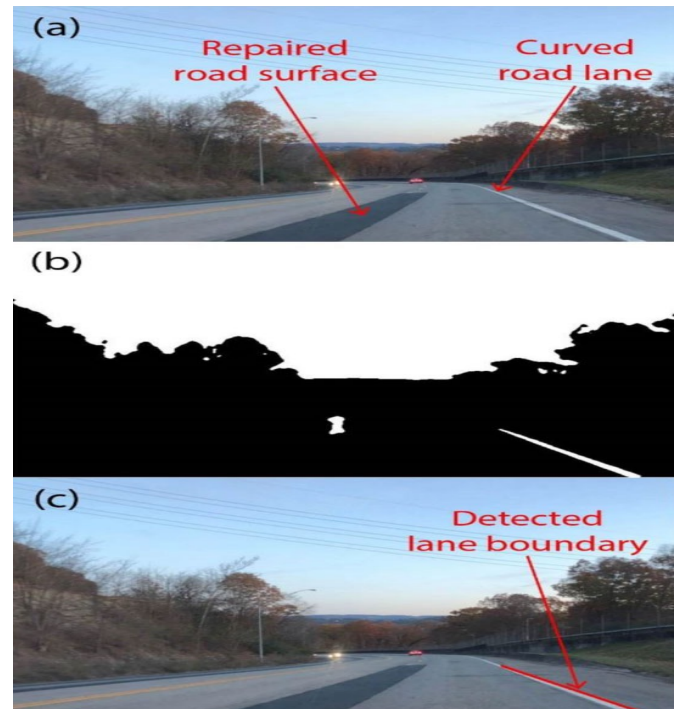 (a)
Repaired
road surface
Curved
road lane
(b)
(c)
Detected
lane boundary